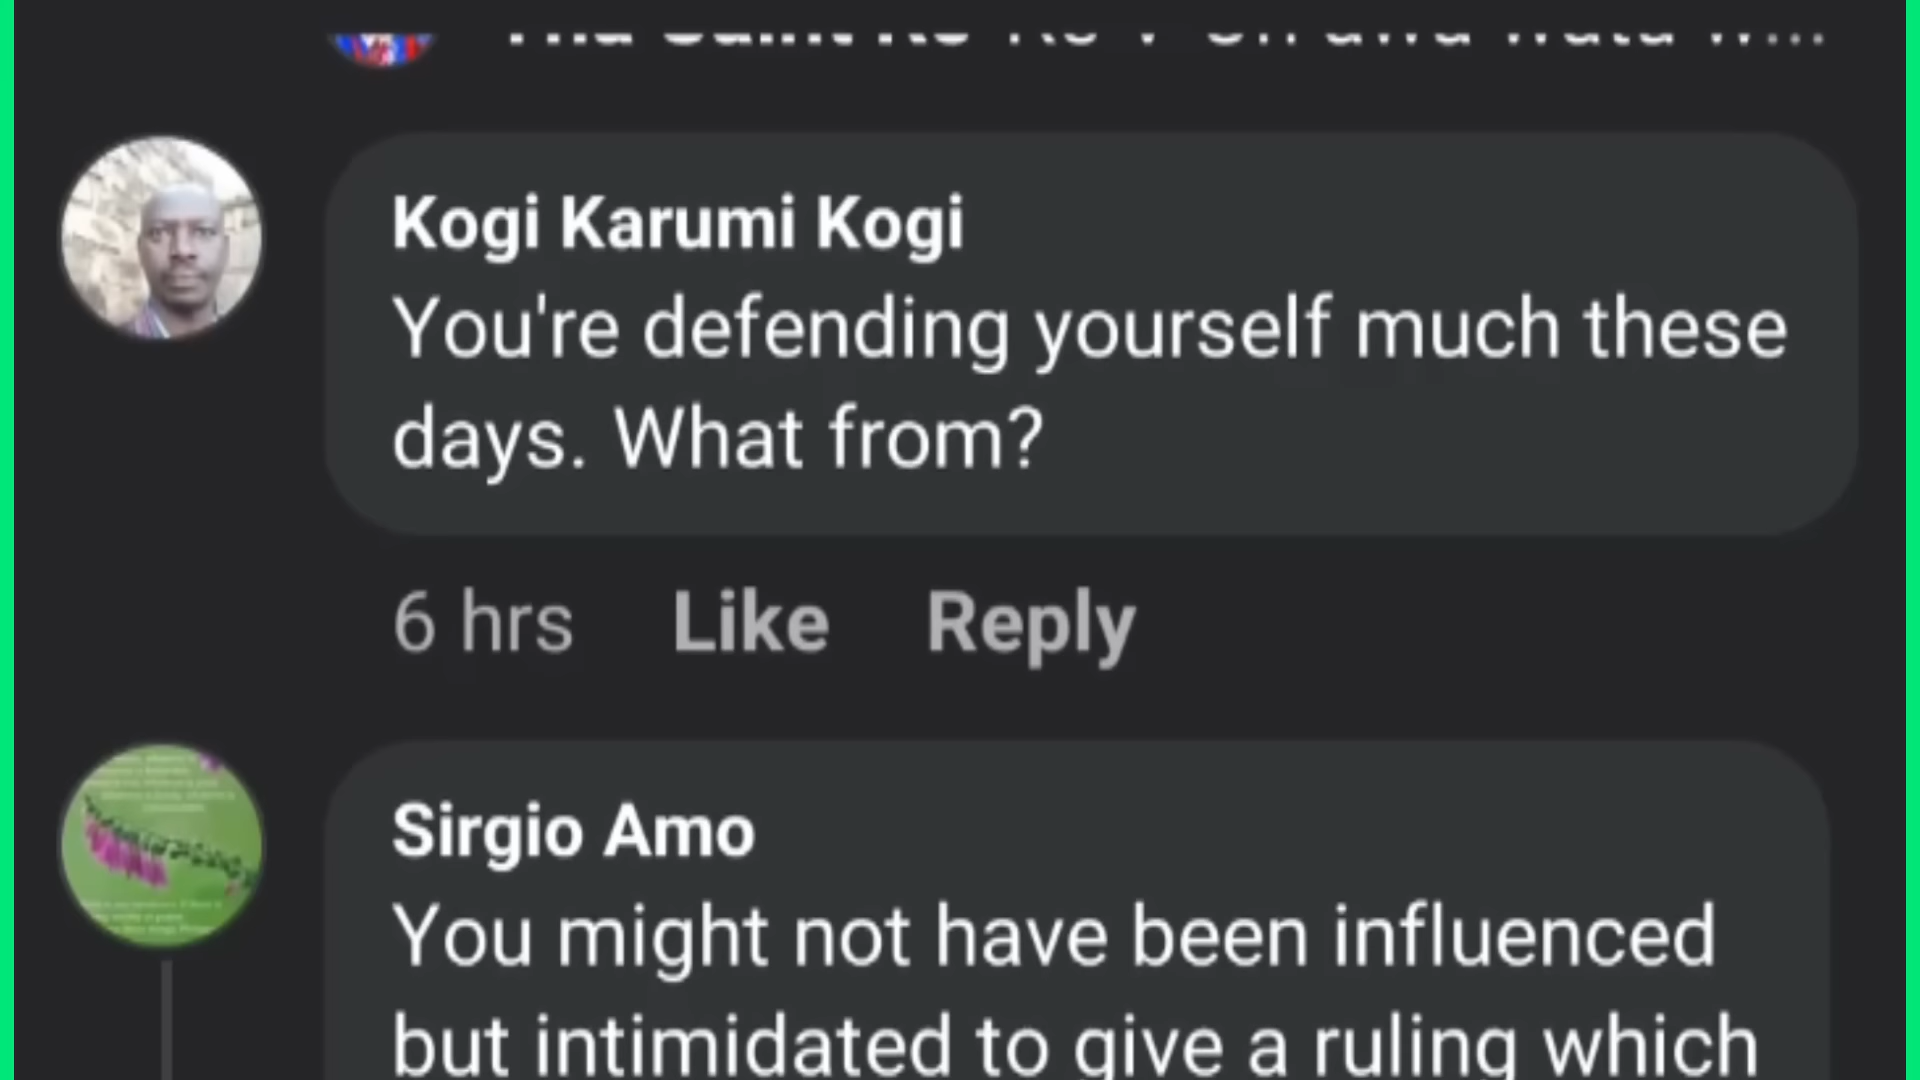 Kogi Karumi Kogi
You're defending yourself much these
days. What from?
6 hrs Like Reply
Sirgio Amo
You might not have been influenced
but intimidated to give a ruling which